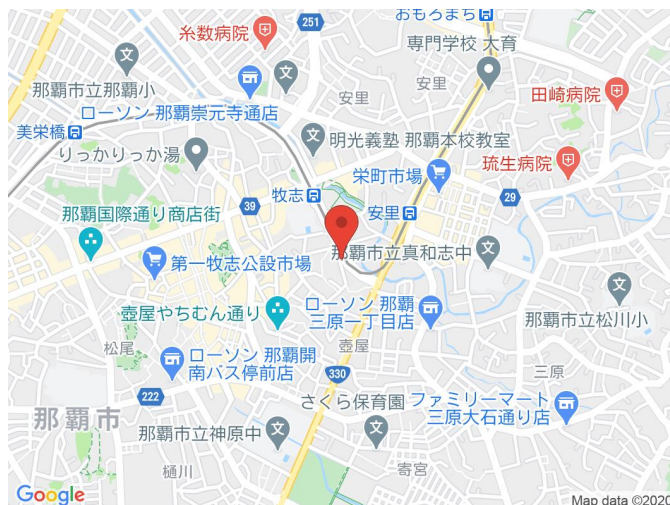 おもろまち
251
糸数病院
専門学校 大育
那覇市立那覇小
安里
田崎病院
ローソン 那覇崇元寺通店
安里
美栄橋
明光義塾 那覇本校教室
りっかりっか湯
琉生病院
栄町市場
牧志
29
39
那覇国際通り商店街
安里
第一牧志公設市場
那覇市立真和志中
壺屋やちむん通り
ローソン 那覇
三原一丁目店
那覇市立松川小
松尾
壺屋
ローソン 那覇開
南バス停前店
三原
330
222
さくら保育園
ファミリーマート
三原大石通り店
那覇市
那覇市立神原中
樋川
寄宮
Google
Map data ©2020